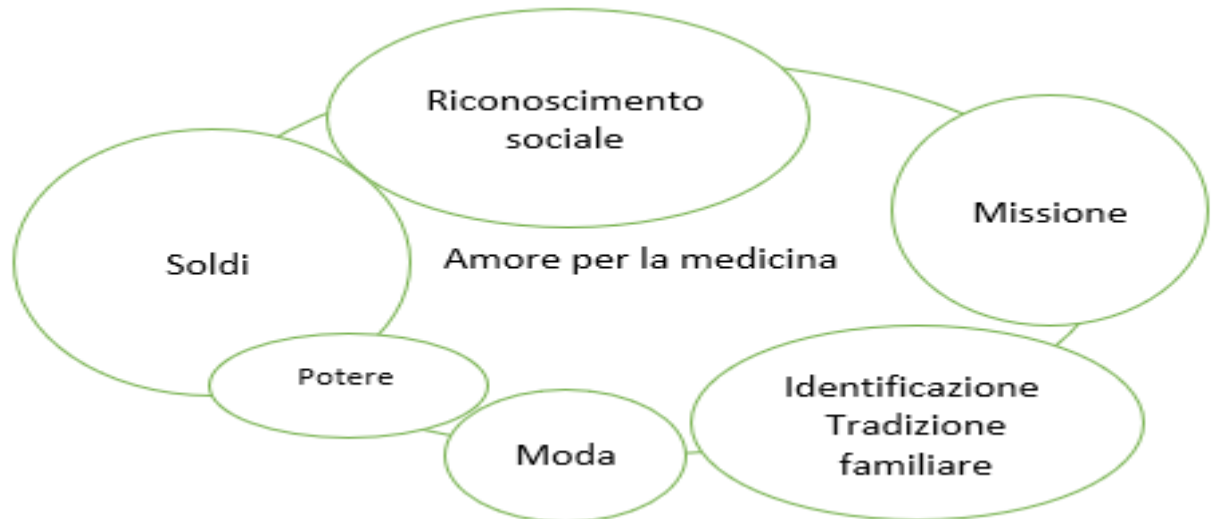 Riconoscimento
sociale
Missione
Soldi
Amore per la medicina
Potere
Identificazione
Tradizione
familiare
Moda